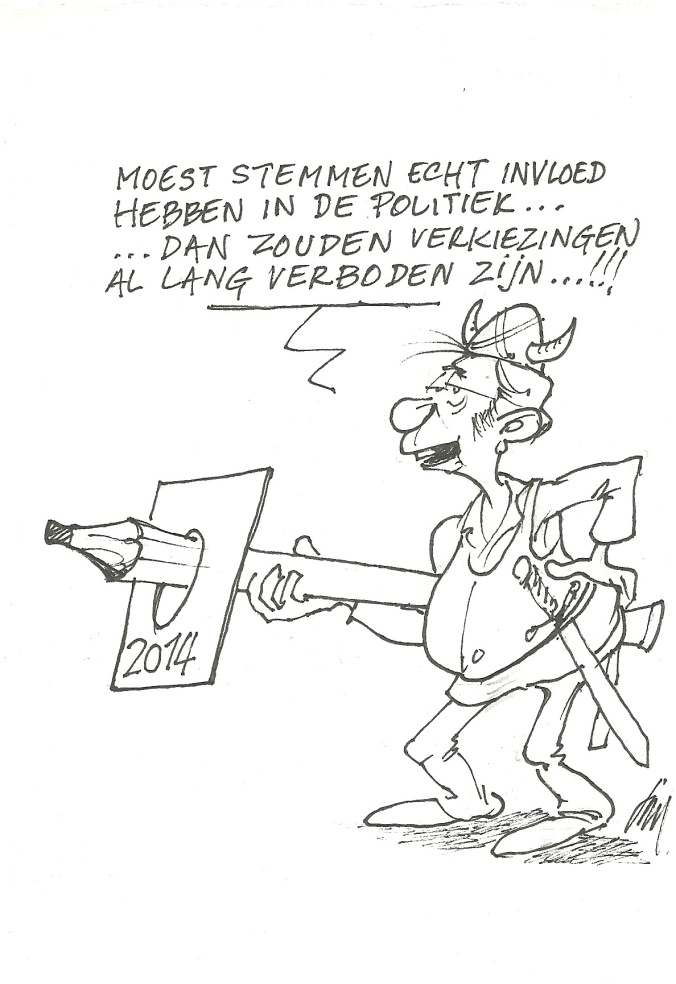 MOEST STEMMEN ECHT INVLOED
HEBBEN IN DE POLITIEK...
...DAN ZOUDEN VERKIEZINGEN
AL LANG VERBODEN ZIJN...!!!
2014